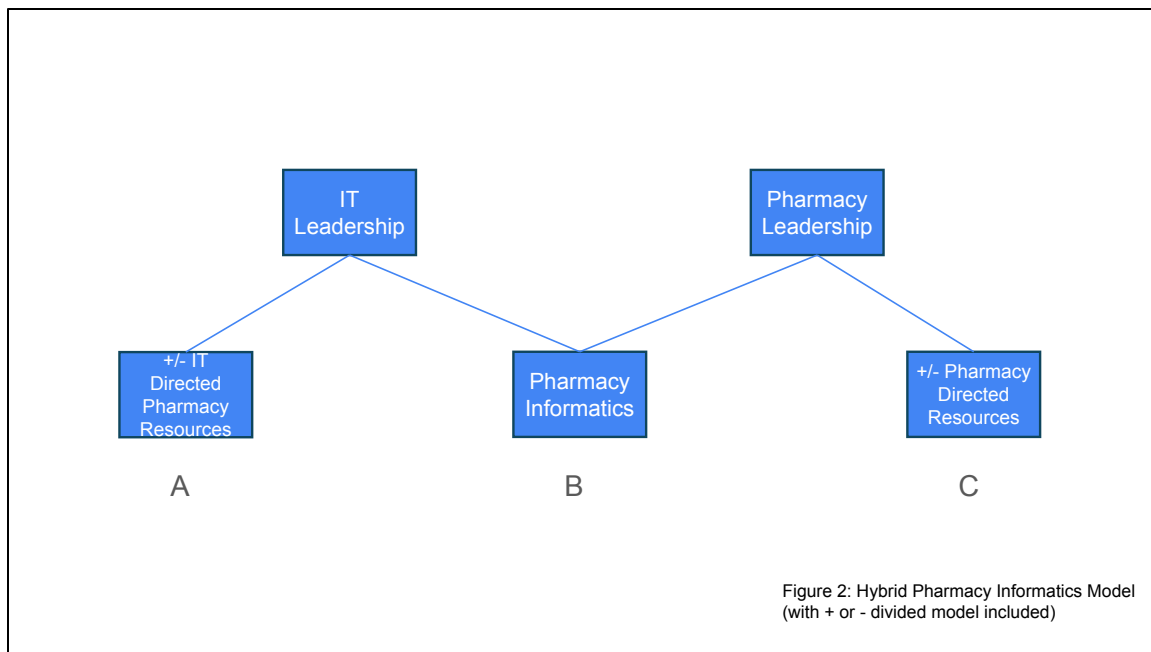 IT
Leadership
Pharmacy
Leadership
+/- IT
Directed
Pharmacy
Resources
Pharmacy
Informatics
+/- Pharmacy
Directed
Resources
A
B
C
Figure 2: Hybrid Pharmacy Informatics Model
(with + or - divided model included)